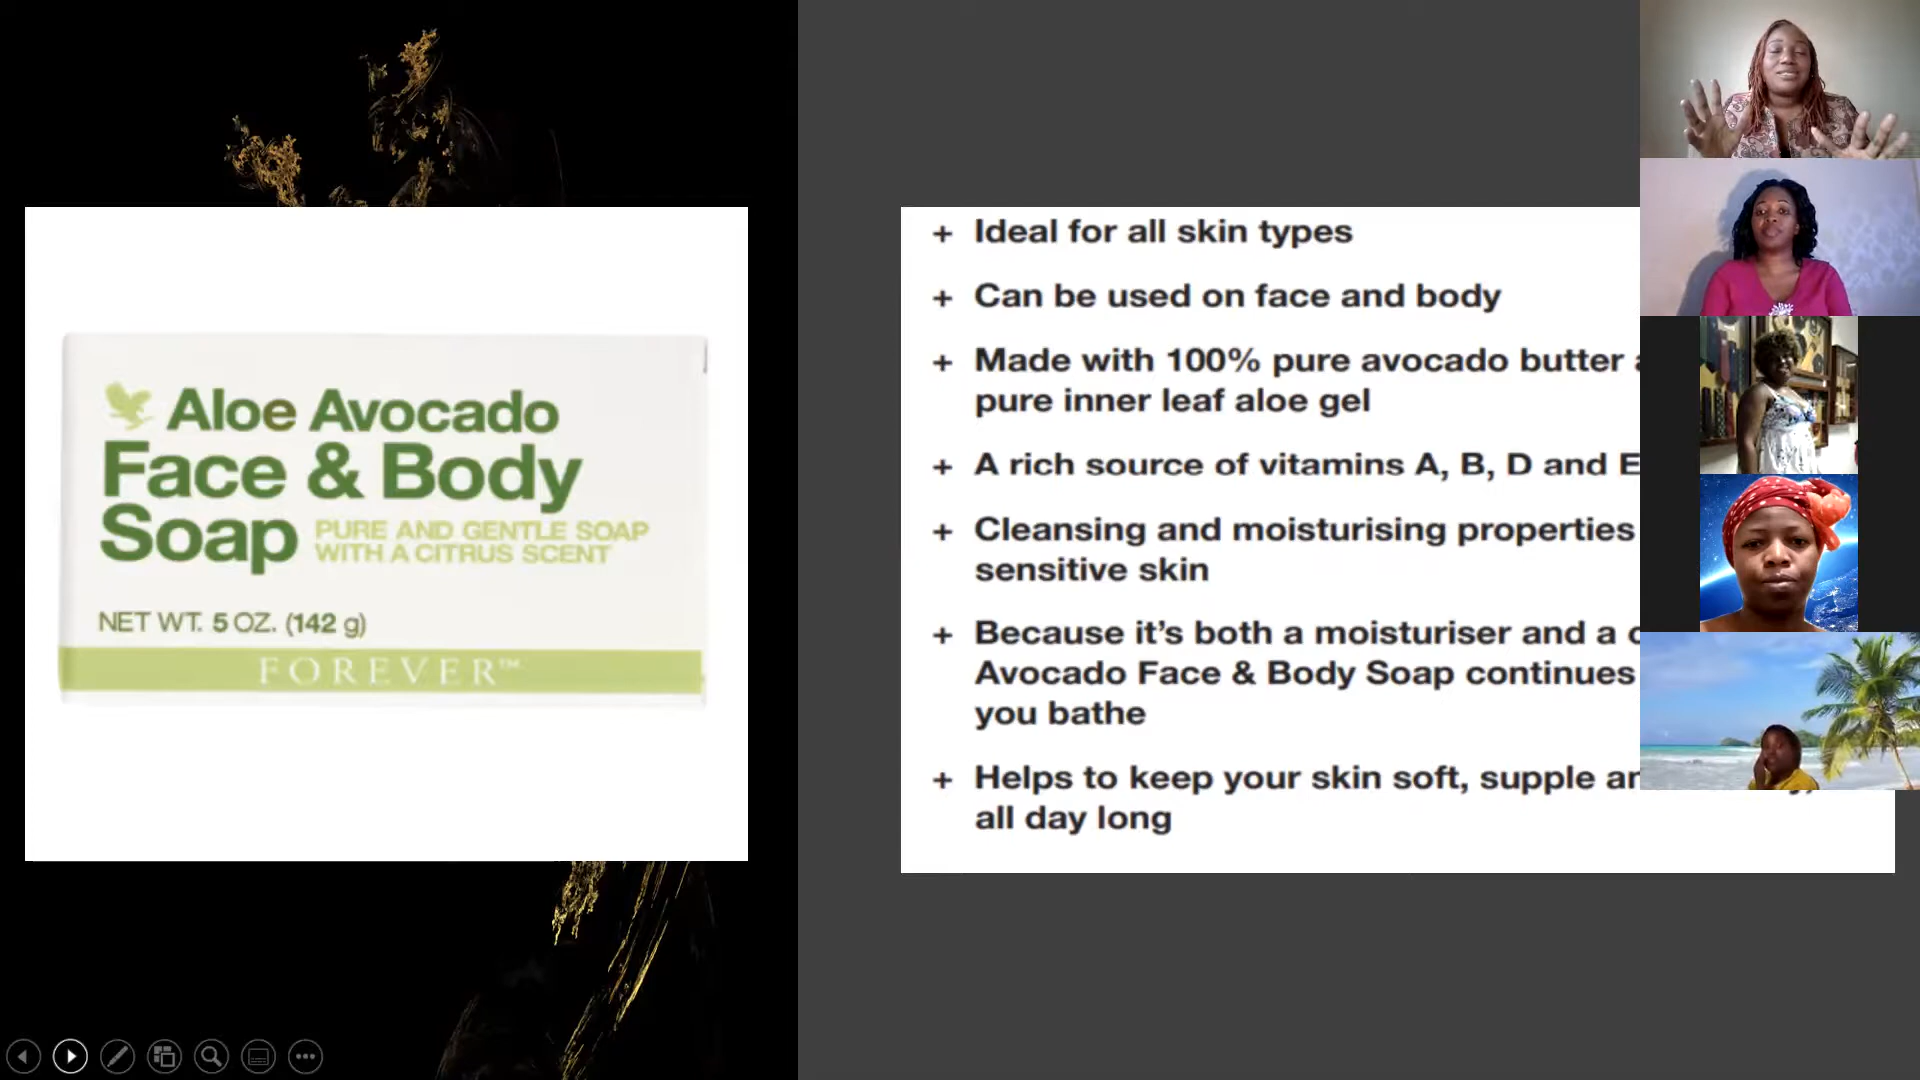 Aloe Avocado
Face & Body
Soap
PURE AND GENTLE SOAP
WITH A CITRUS SCENT
NET WT. 5 OZ. (142 g)
FOREVER™
+ Ideal for all skin types
+ Can be used on face and body
+ Made with 100% pure avocado butter
pure inner leaf aloe gel
+ A rich source of vitamins A, B, D and E
+ Cleansing and moisturising properties
sensitive skin
+ Because it's both a moisturiser and a
Avocado Face & Body Soap continues
you bathe
+ Helps to keep your skin soft, supple
all day long